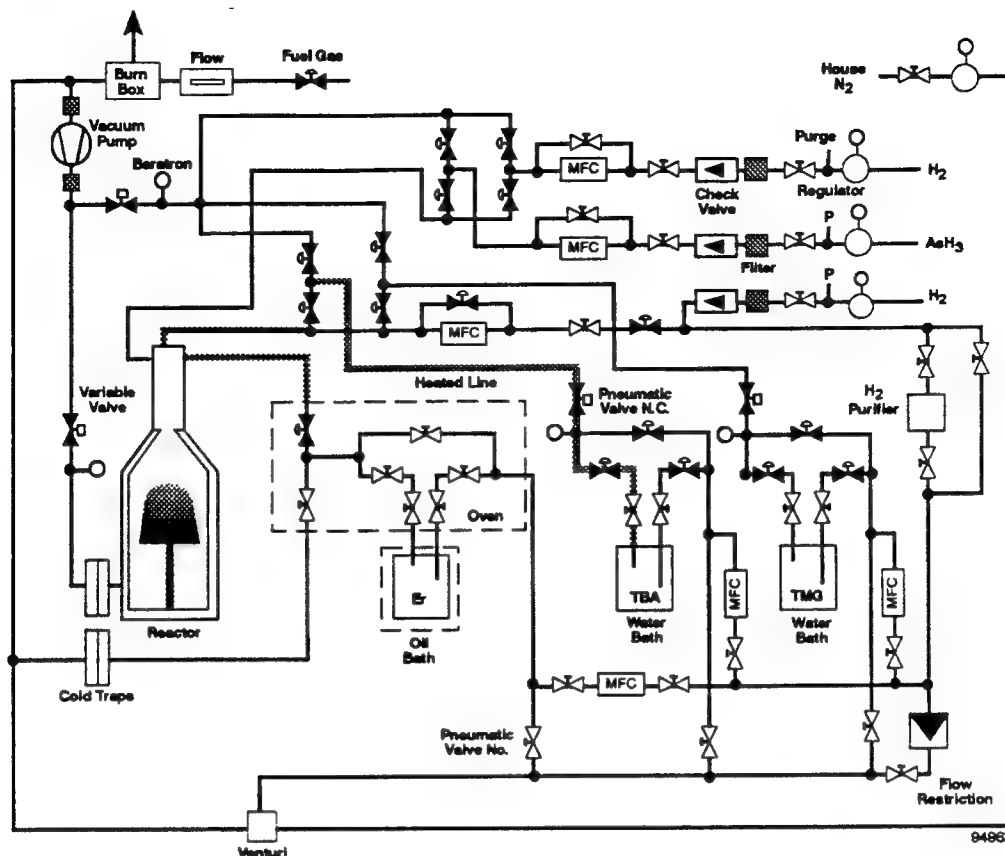 Flow
Fuel Gas
Burn
Box
House
N2
Vacuum
Pump
Baratron
Purge
MFC
Check
Valve
Regulator
H2
P
MFC
Filter
AsH3
P
MFC
H2
Heated Line
Variable
Valve
Pneumatic
Valve N.C.
H2
Purifier
Oven
Er
TBA
TMG
MFC
MFC
Reactor
Oil
Bath
Water
Bath
Water
Bath
Cold Traps
MFC
Pneumatic
Valve No.
Flow
Restriction
Venturi